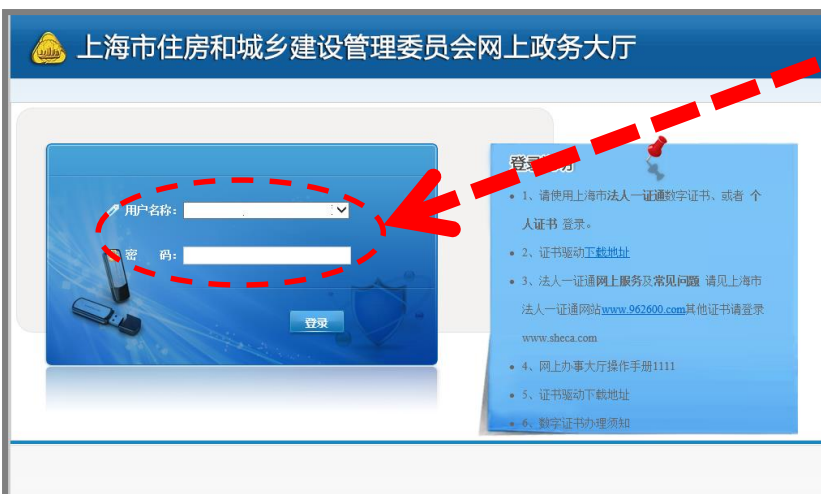 上海市住房和城乡建设管理委员会网上政务大厅
用户名称：
密 码：
登录
登录
• 1、请使用上海市法人一证通数字证书、或者 个
人证书 登录。
• 2、证书驱动下载地址
• 3、法人一证通网上服务及常见问题 请见上海市
法人一证通网站www.962600.com其他证书请登录
www.sheca.com
• 4、网上办事大厅操作手册1111
• 5、证书驱动下载地址
• 6、数字证书办理须知